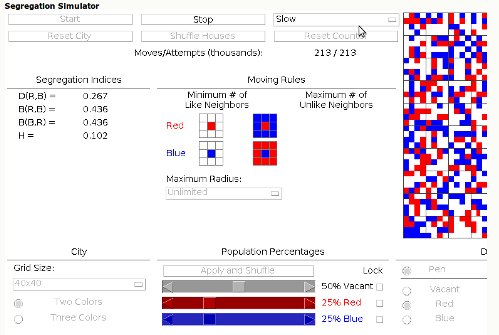 Segregation Simulator
Start
Stop
Slow
Reset City
Shuffle Houses
Reset Counter
Moves/Attempts (thousands):
213 / 213
Segregation Indices
Moving Rules
D(R,B) = 0.267
B(R,B) = 0.436
B(B,R) = 0.436
H = 0.102
Minimum # of
Like Neighbors
Maximum # of
Unlike Neighbors
Red
Blue
Maximum Radius:
Unlimited
City
Population Percentages
D
Grid Size:
40x40
Two Colors
Three Colors
Apply and Shuffle
Lock
50% Vacant
25% Red
25% Blue
Pen
Vacant
Red
Blue